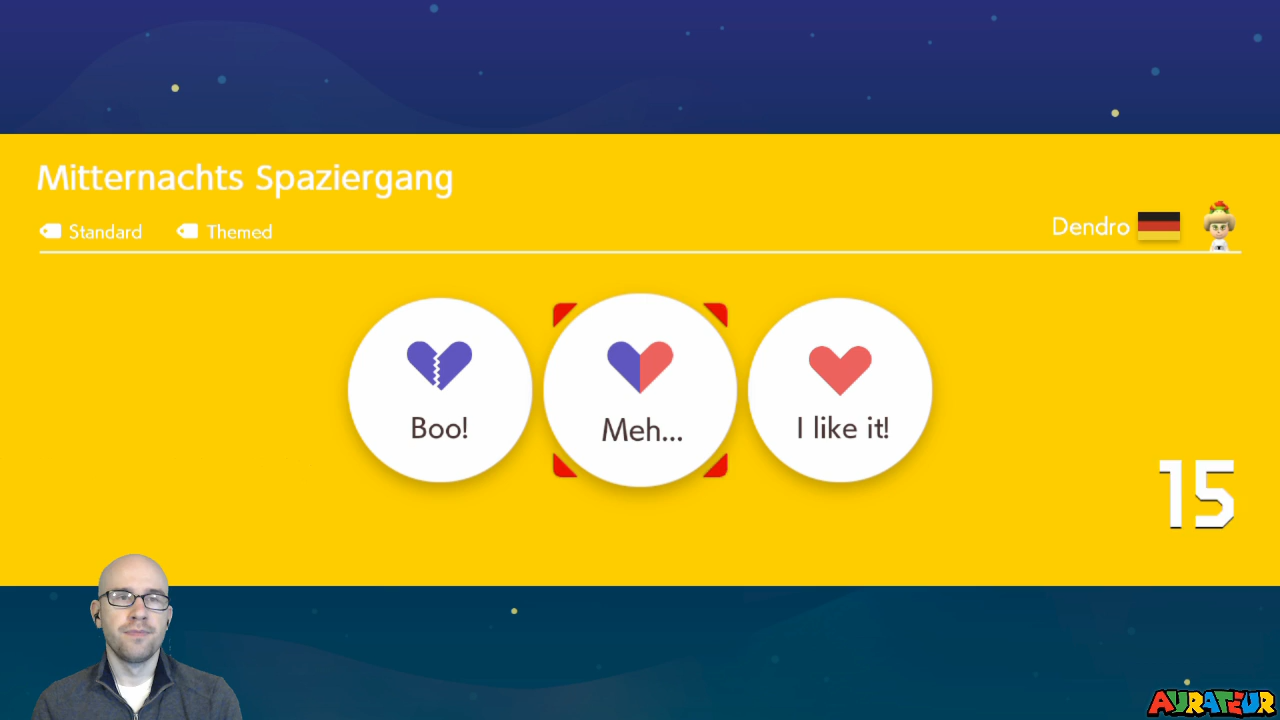 Mitternachts Spaziergang
Standard Themed
Dendro
Boo! Meh... I like it!
15
AURATEUR